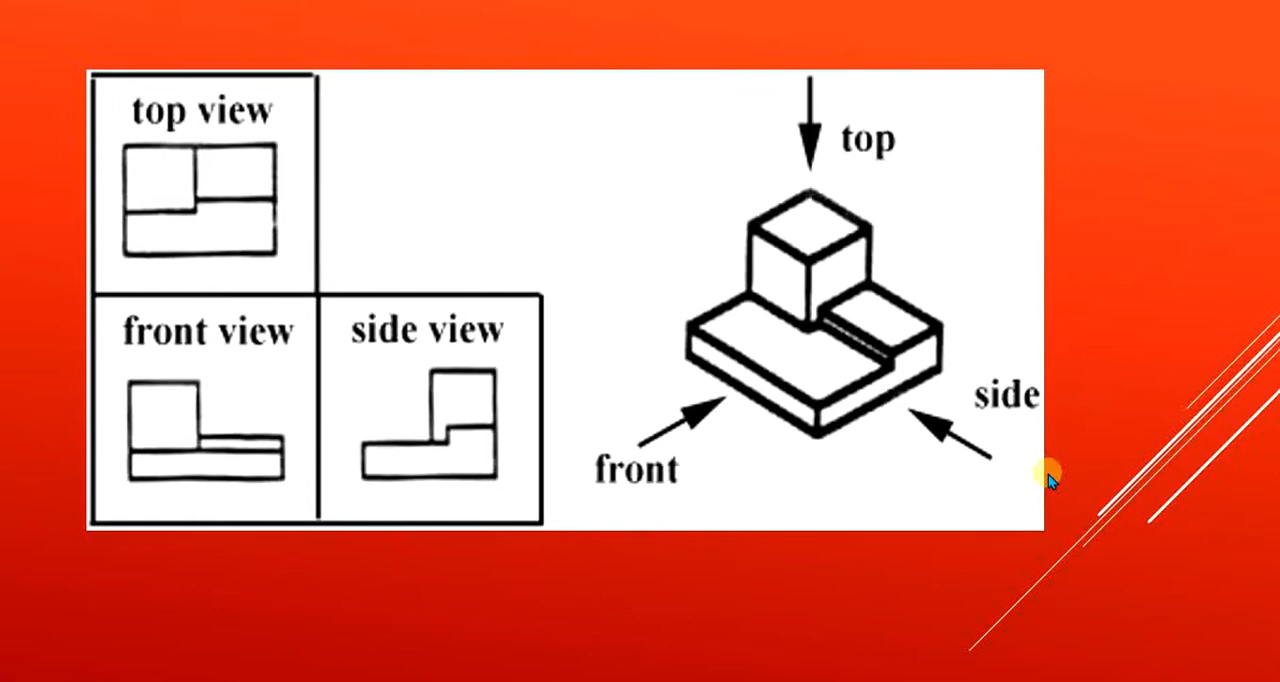 top view
front view
side view
top
side
front